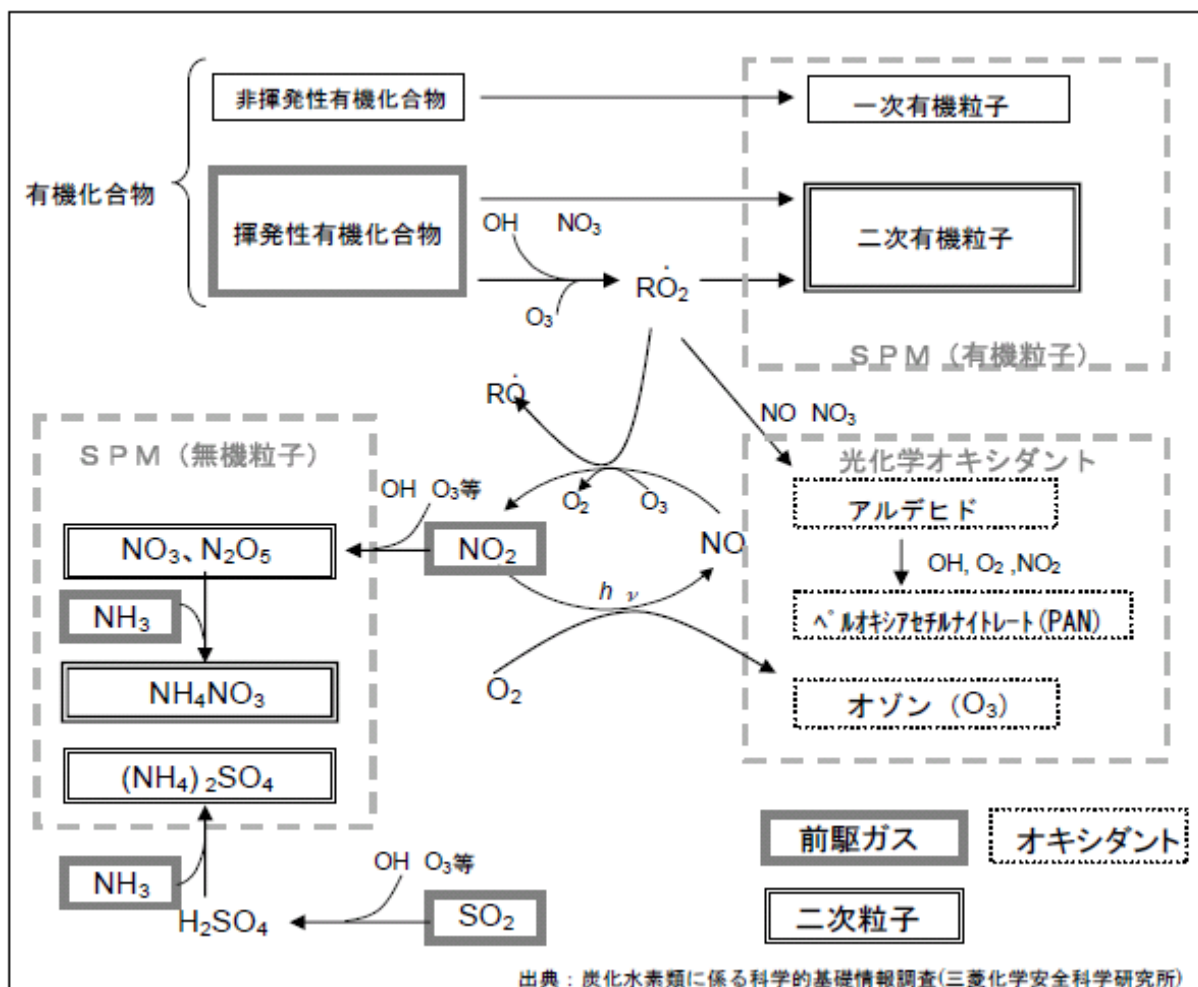 有機化合物
非揮発性有機化合物
一次有機粒子
揮発性有機化合物
OH NO₃
O₃
RȮ₂
二次有機粒子
SPM（有機粒子）
RȮ
NO NO₃
SPM（無機粒子）
OH O₃等
O₂
O₃
NO₃、N₂O₅
NO₂
NO
hν
O₂
NH₃
NH₄NO₃
(NH₄)₂SO₄
光化学オキシダント
アルデヒド
OH, O₂ ,NO₂
ペルオキシアセチルナイトレート(PAN)
オゾン（O₃）
NH₃
H₂SO₄
OH O₃等
SO₂
前駆ガス
オキシダント
二次粒子
出典：炭化水素類に係る科学的基礎情報調査(三菱化学安全科学研究所)